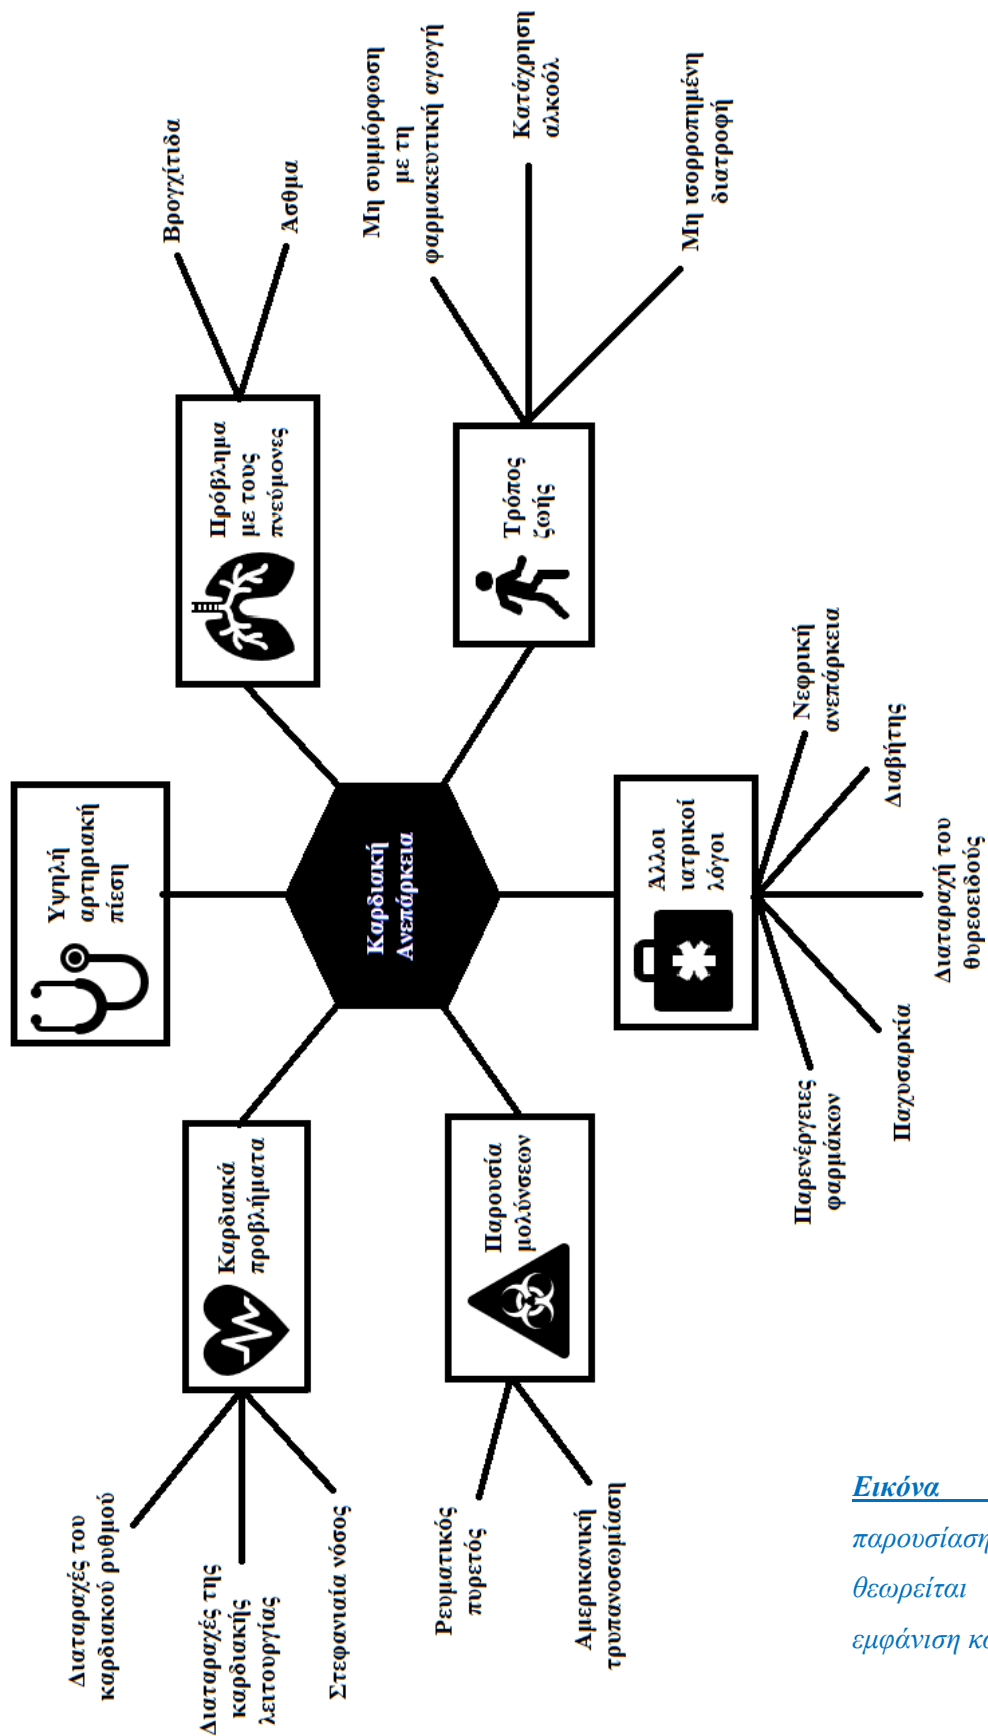 Υψηλή
αρτηριακή
πίεση
Καρδιακά
προβλήματα
Διαταραχές του
καρδιακού ρυθμού
Διαταραχές της
καρδιακής
λειτουργίας
Στεφανιαία νόσος
Πρόβλημα
με τους
πνεύμονες
Βρογχίτιδα
Άσθμα
Καρδιακή
Ανεπάρκεια
Παρουσία
μολύνσεων
Ρευματικός
πυρετός
Αμερικανική
τρυπανοσωμίαση
Τρόπος
ζωής
Μη συμμόρφωση
με τη
φαρμακευτική αγωγή
Κατάχρηση
αλκοόλ
Μη ισορροπημένη
διατροφή
Άλλοι
ιατρικοί
λόγοι
Παρενέργειες
φαρμάκων
Παχυσαρκία
Διαταραχή του
θυρεοειδούς
Διαβήτης
Νεφρική
ανεπάρκεια
Εικόνα
παρουσίαση
θεωρείται
εμφάνιση